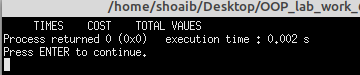 /home/shoaib/Desktop/OOP_lab_work_
TIMES COST TOTAL VAUES
Process returned 0 (0x0) execution time : 0.002 s
Press ENTER to continue.